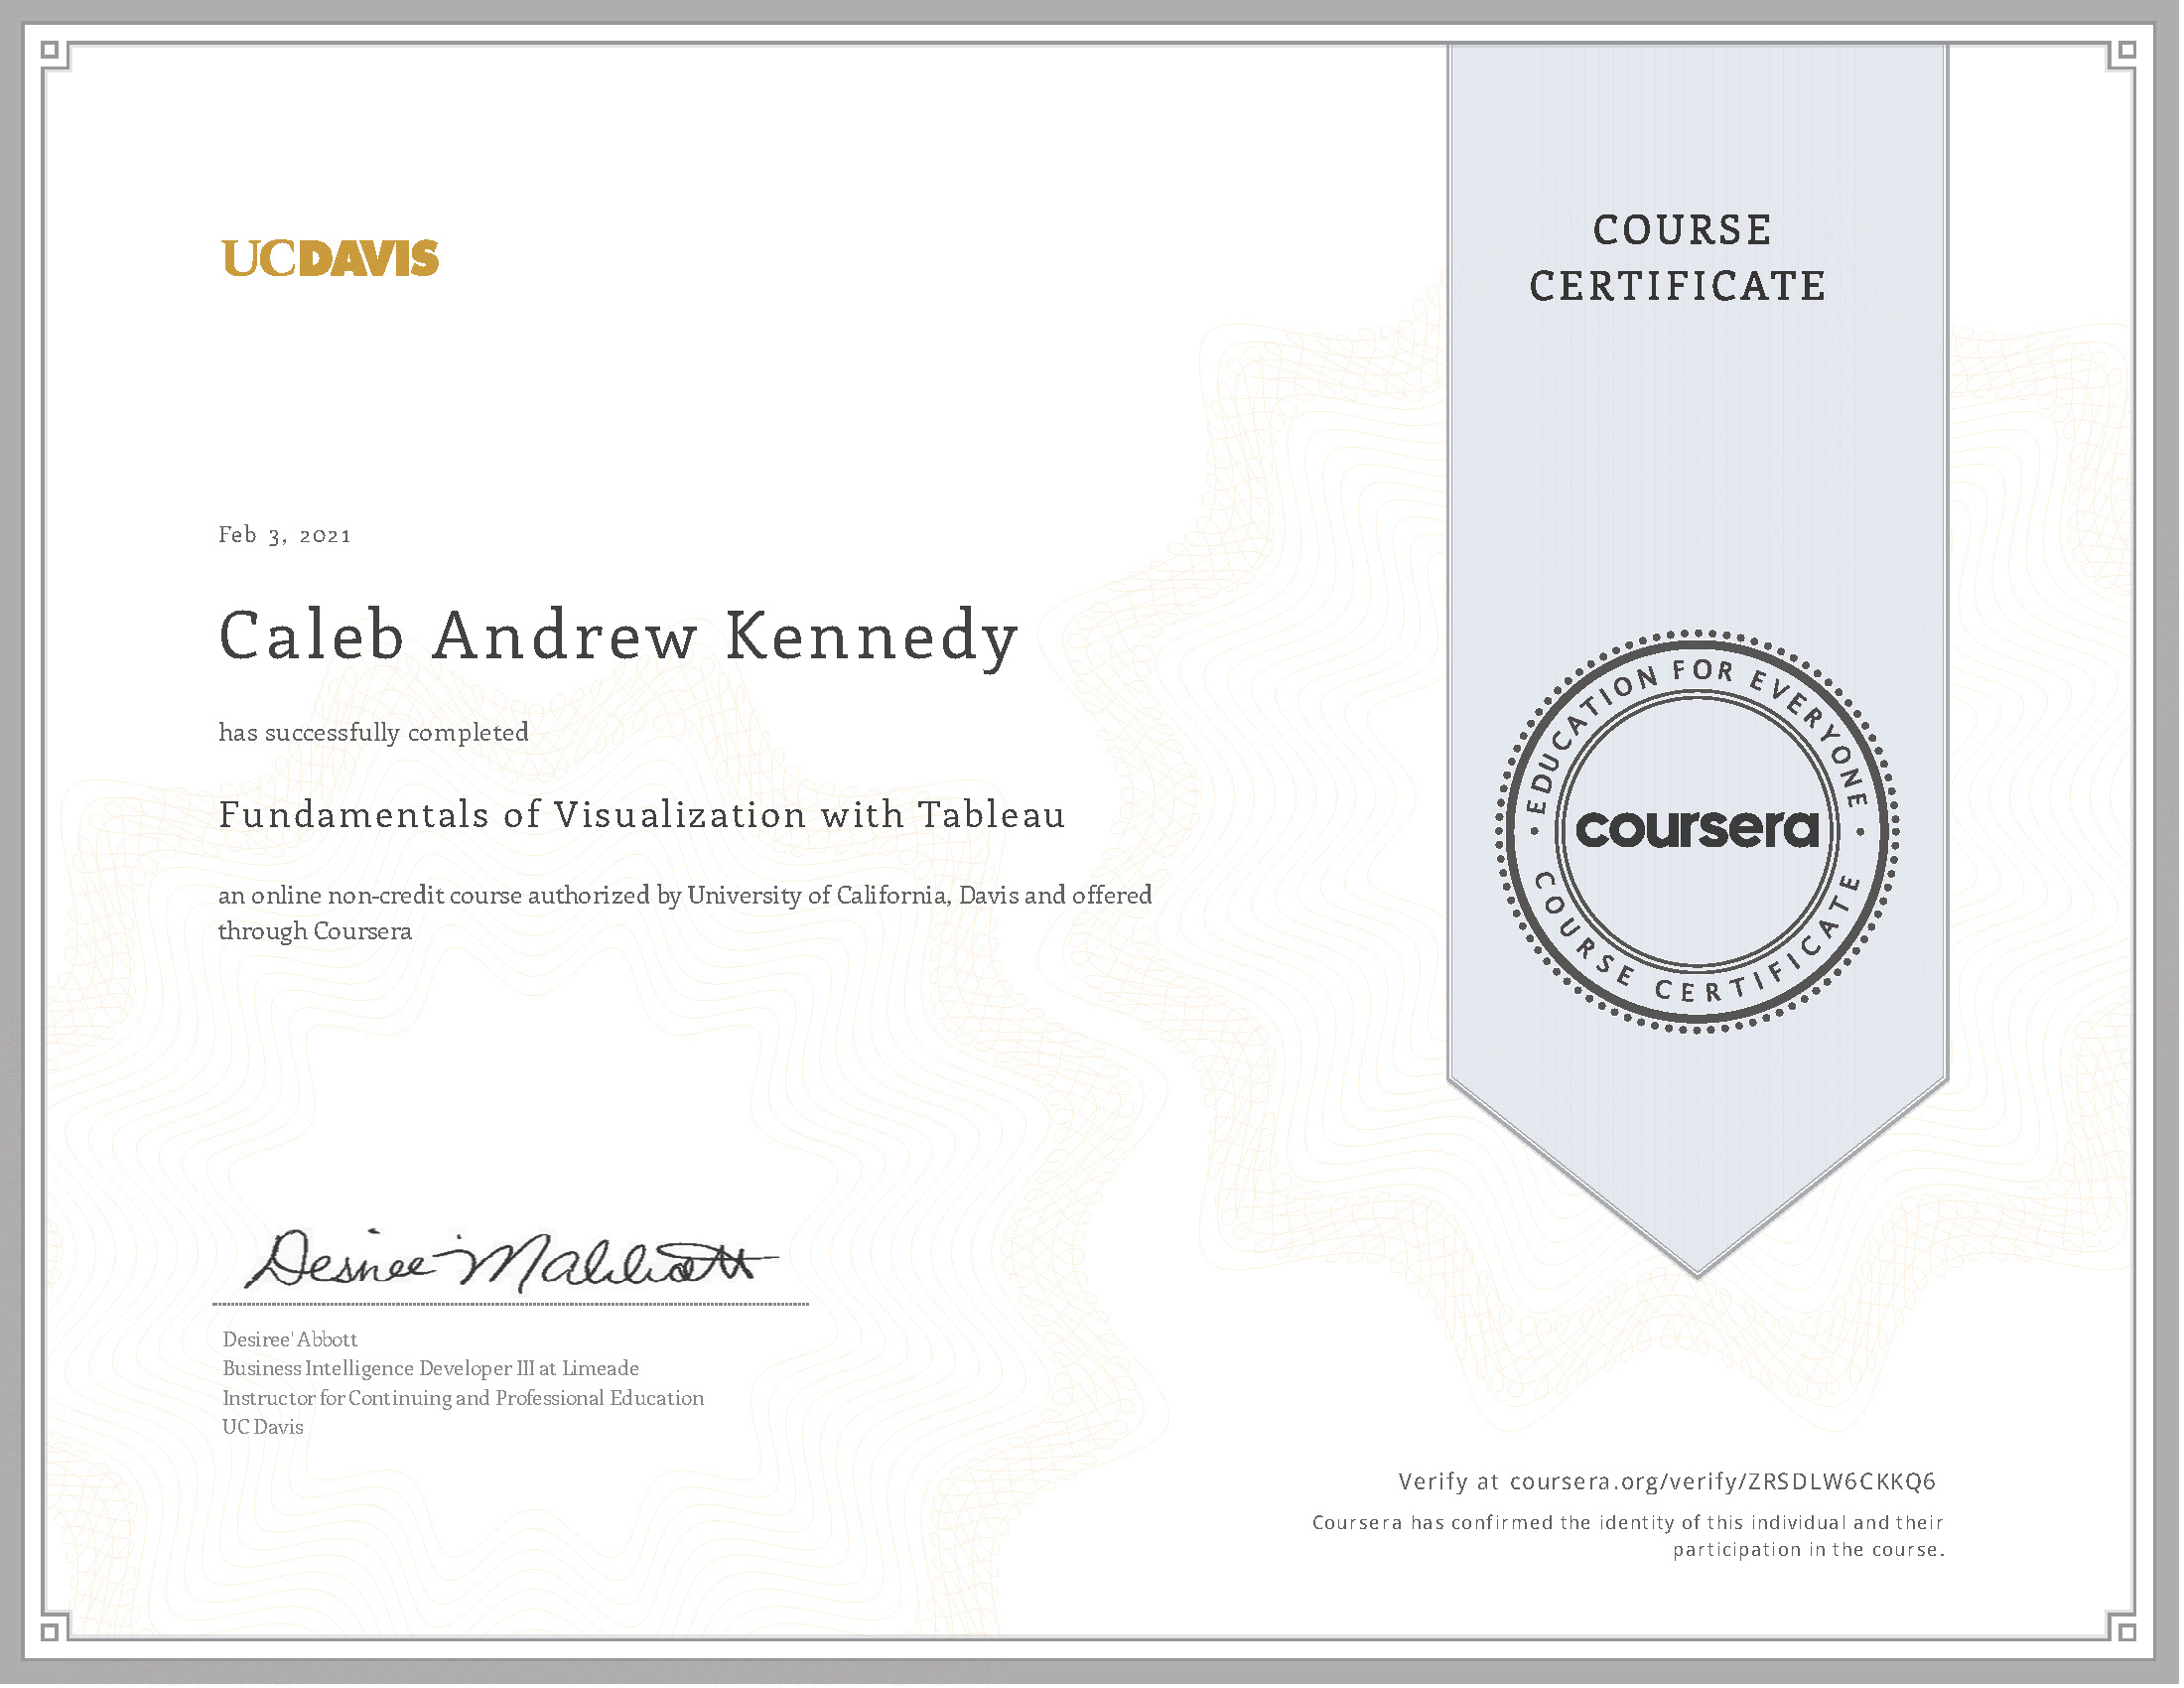 UCDAVIS
COURSE
CERTIFICATE
Feb 3, 2021
Caleb Andrew Kennedy
has successfully completed
Fundamentals of Visualization with Tableau
an online non-credit course authorized by University of California, Davis and offered
through Coursera
EDUCATION FOR EVERYONE
coursera
COURSE CERTIFICATE
Desiree' Abbott
Business Intelligence Developer III at Limeade
Instructor for Continuing and Professional Education
UC Davis
Verify at coursera.org/verify/ZRSDLW6CKKQ6
Coursera has confirmed the identity of this individual and their
participation in the course.